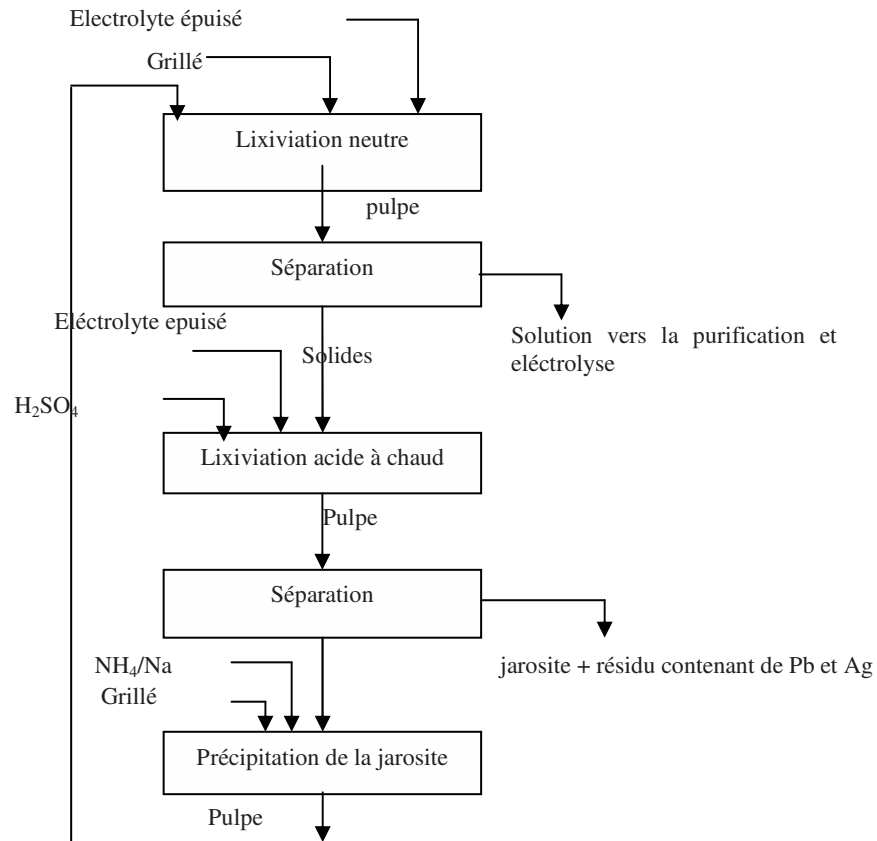 Electrolyte épuisé
Grillé
Lixiviation neutre
pulpe
Séparation
Eléctrolyte epuisé
Solution vers la purification et
eléctrolyse
Solides
H₂SO₄
Lixiviation acide à chaud
Pulpe
Séparation
NH₄/Na
jarosite + résidu contenant de Pb et Ag
Grillé
Précipitation de la jarosite
Pulpe